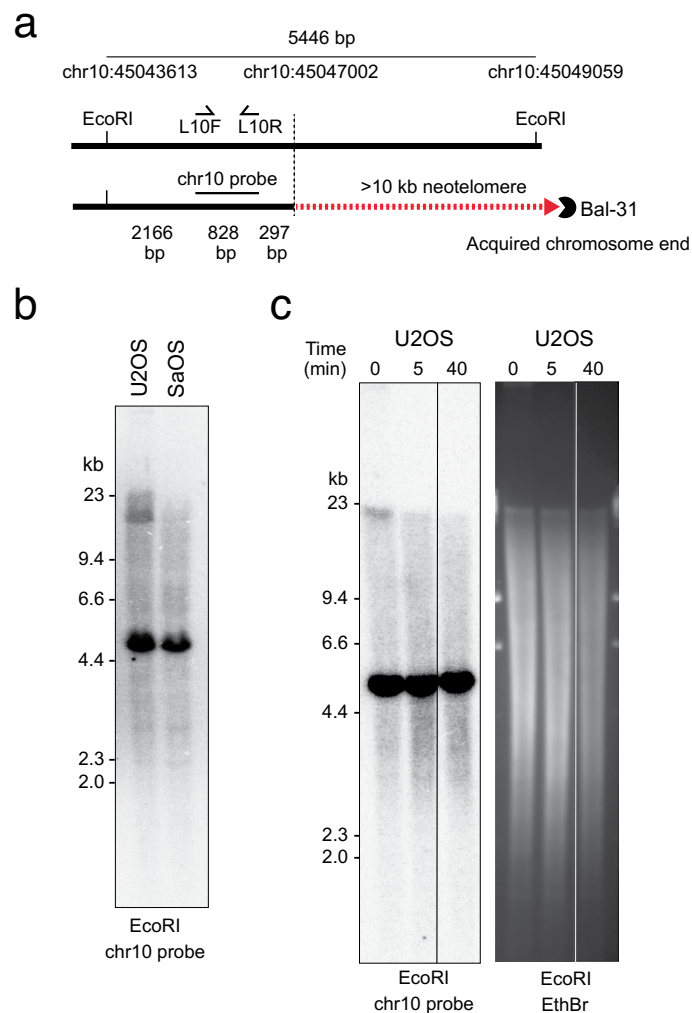 a
5446 bp
chr10:45043613 chr10:45047002 chr10:45049059
EcoRI EcoRI
L10F L10R
chr10 probe
>10 kb neotelomere
Bal-31
2166 bp 828 bp 297 bp
Acquired chromosome end
b
U2OS SaOS
kb
23
9.4
6.6
4.4
2.3
2.0
EcoRI
chr10 probe
c
U2OS U2OS
Time (min) 0 5 40 0 5 40
kb
23
9.4
6.6
4.4
2.3
2.0
EcoRI EcoRI
chr10 probe EthBr